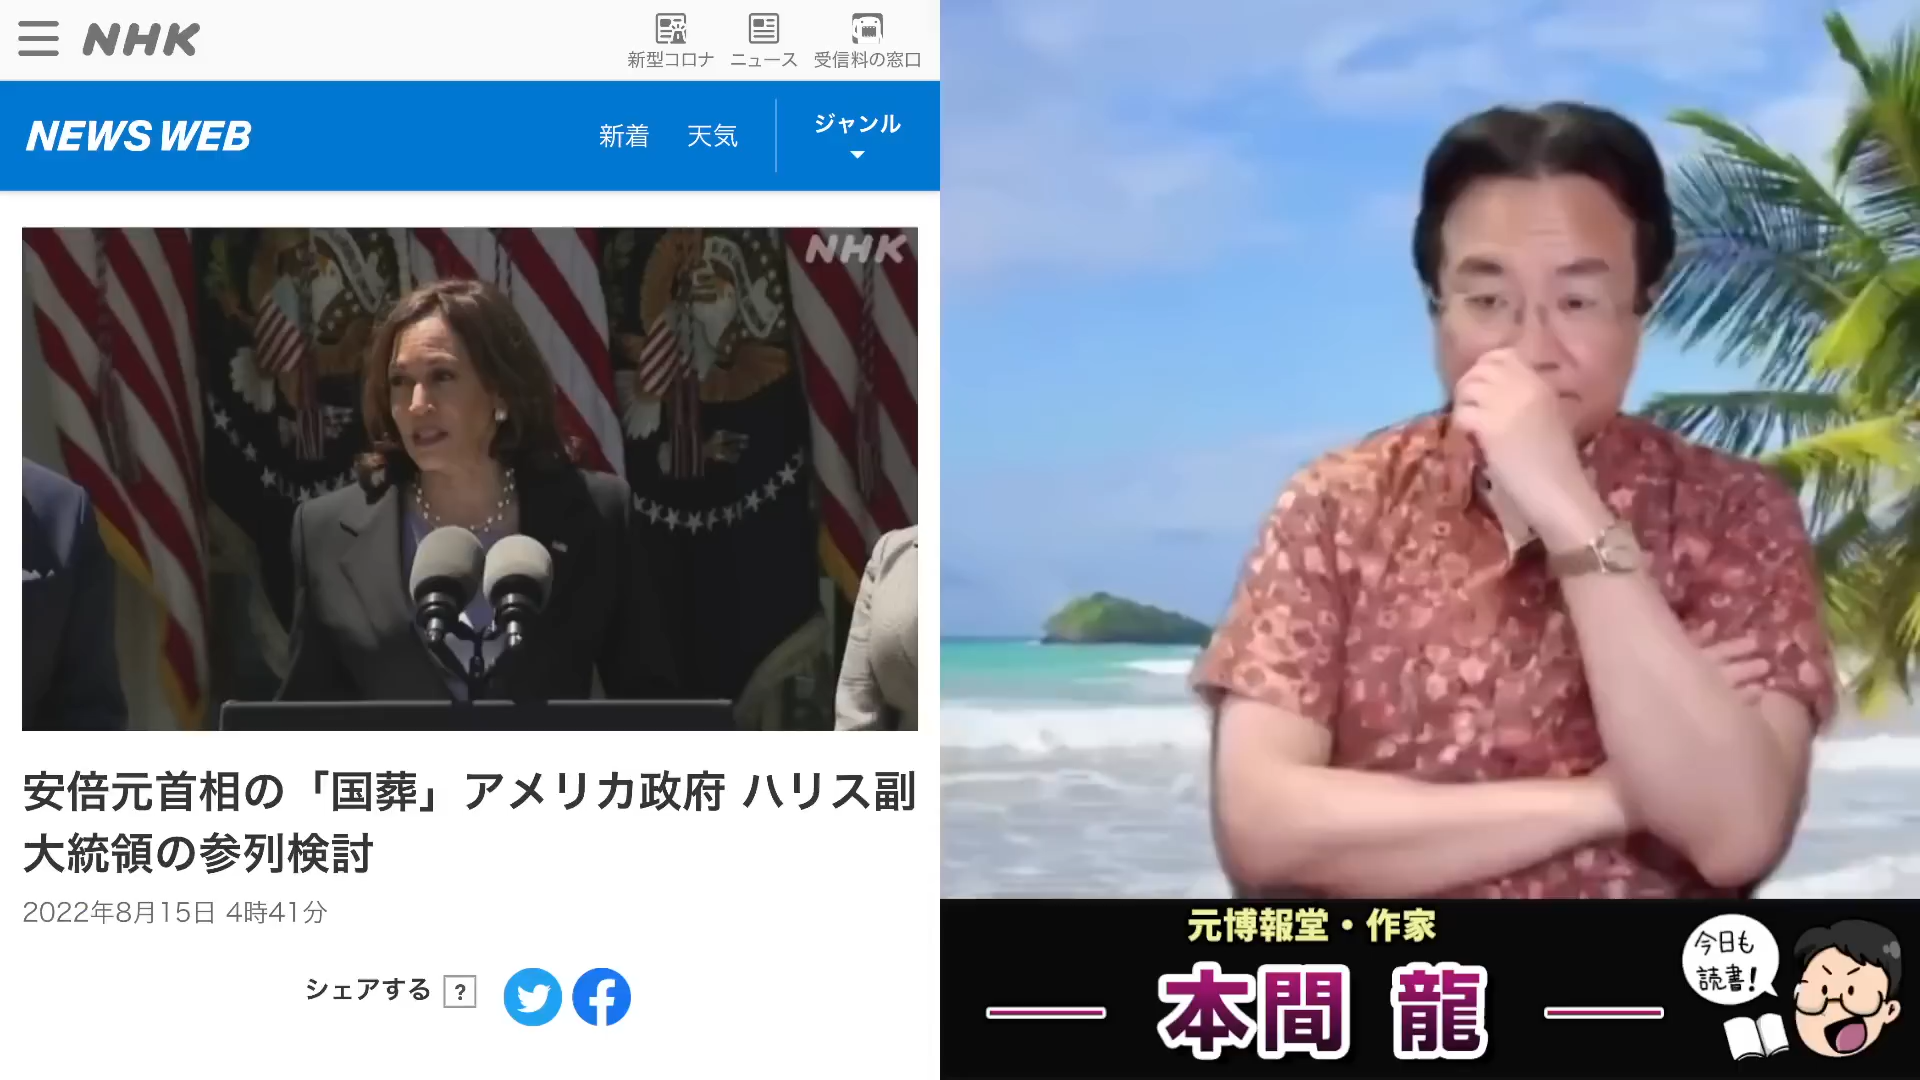 NHK
新型コロナ
ニュース
受信料の窓口
NEWS WEB
新着
天気
ジャンル
NHK
安倍元首相の「国葬」アメリカ政府 ハリス副
大統領の参列検討
2022年8月15日 4時41分
シェアする ?
元博報堂・作家
本間 龍
今日も
読書!